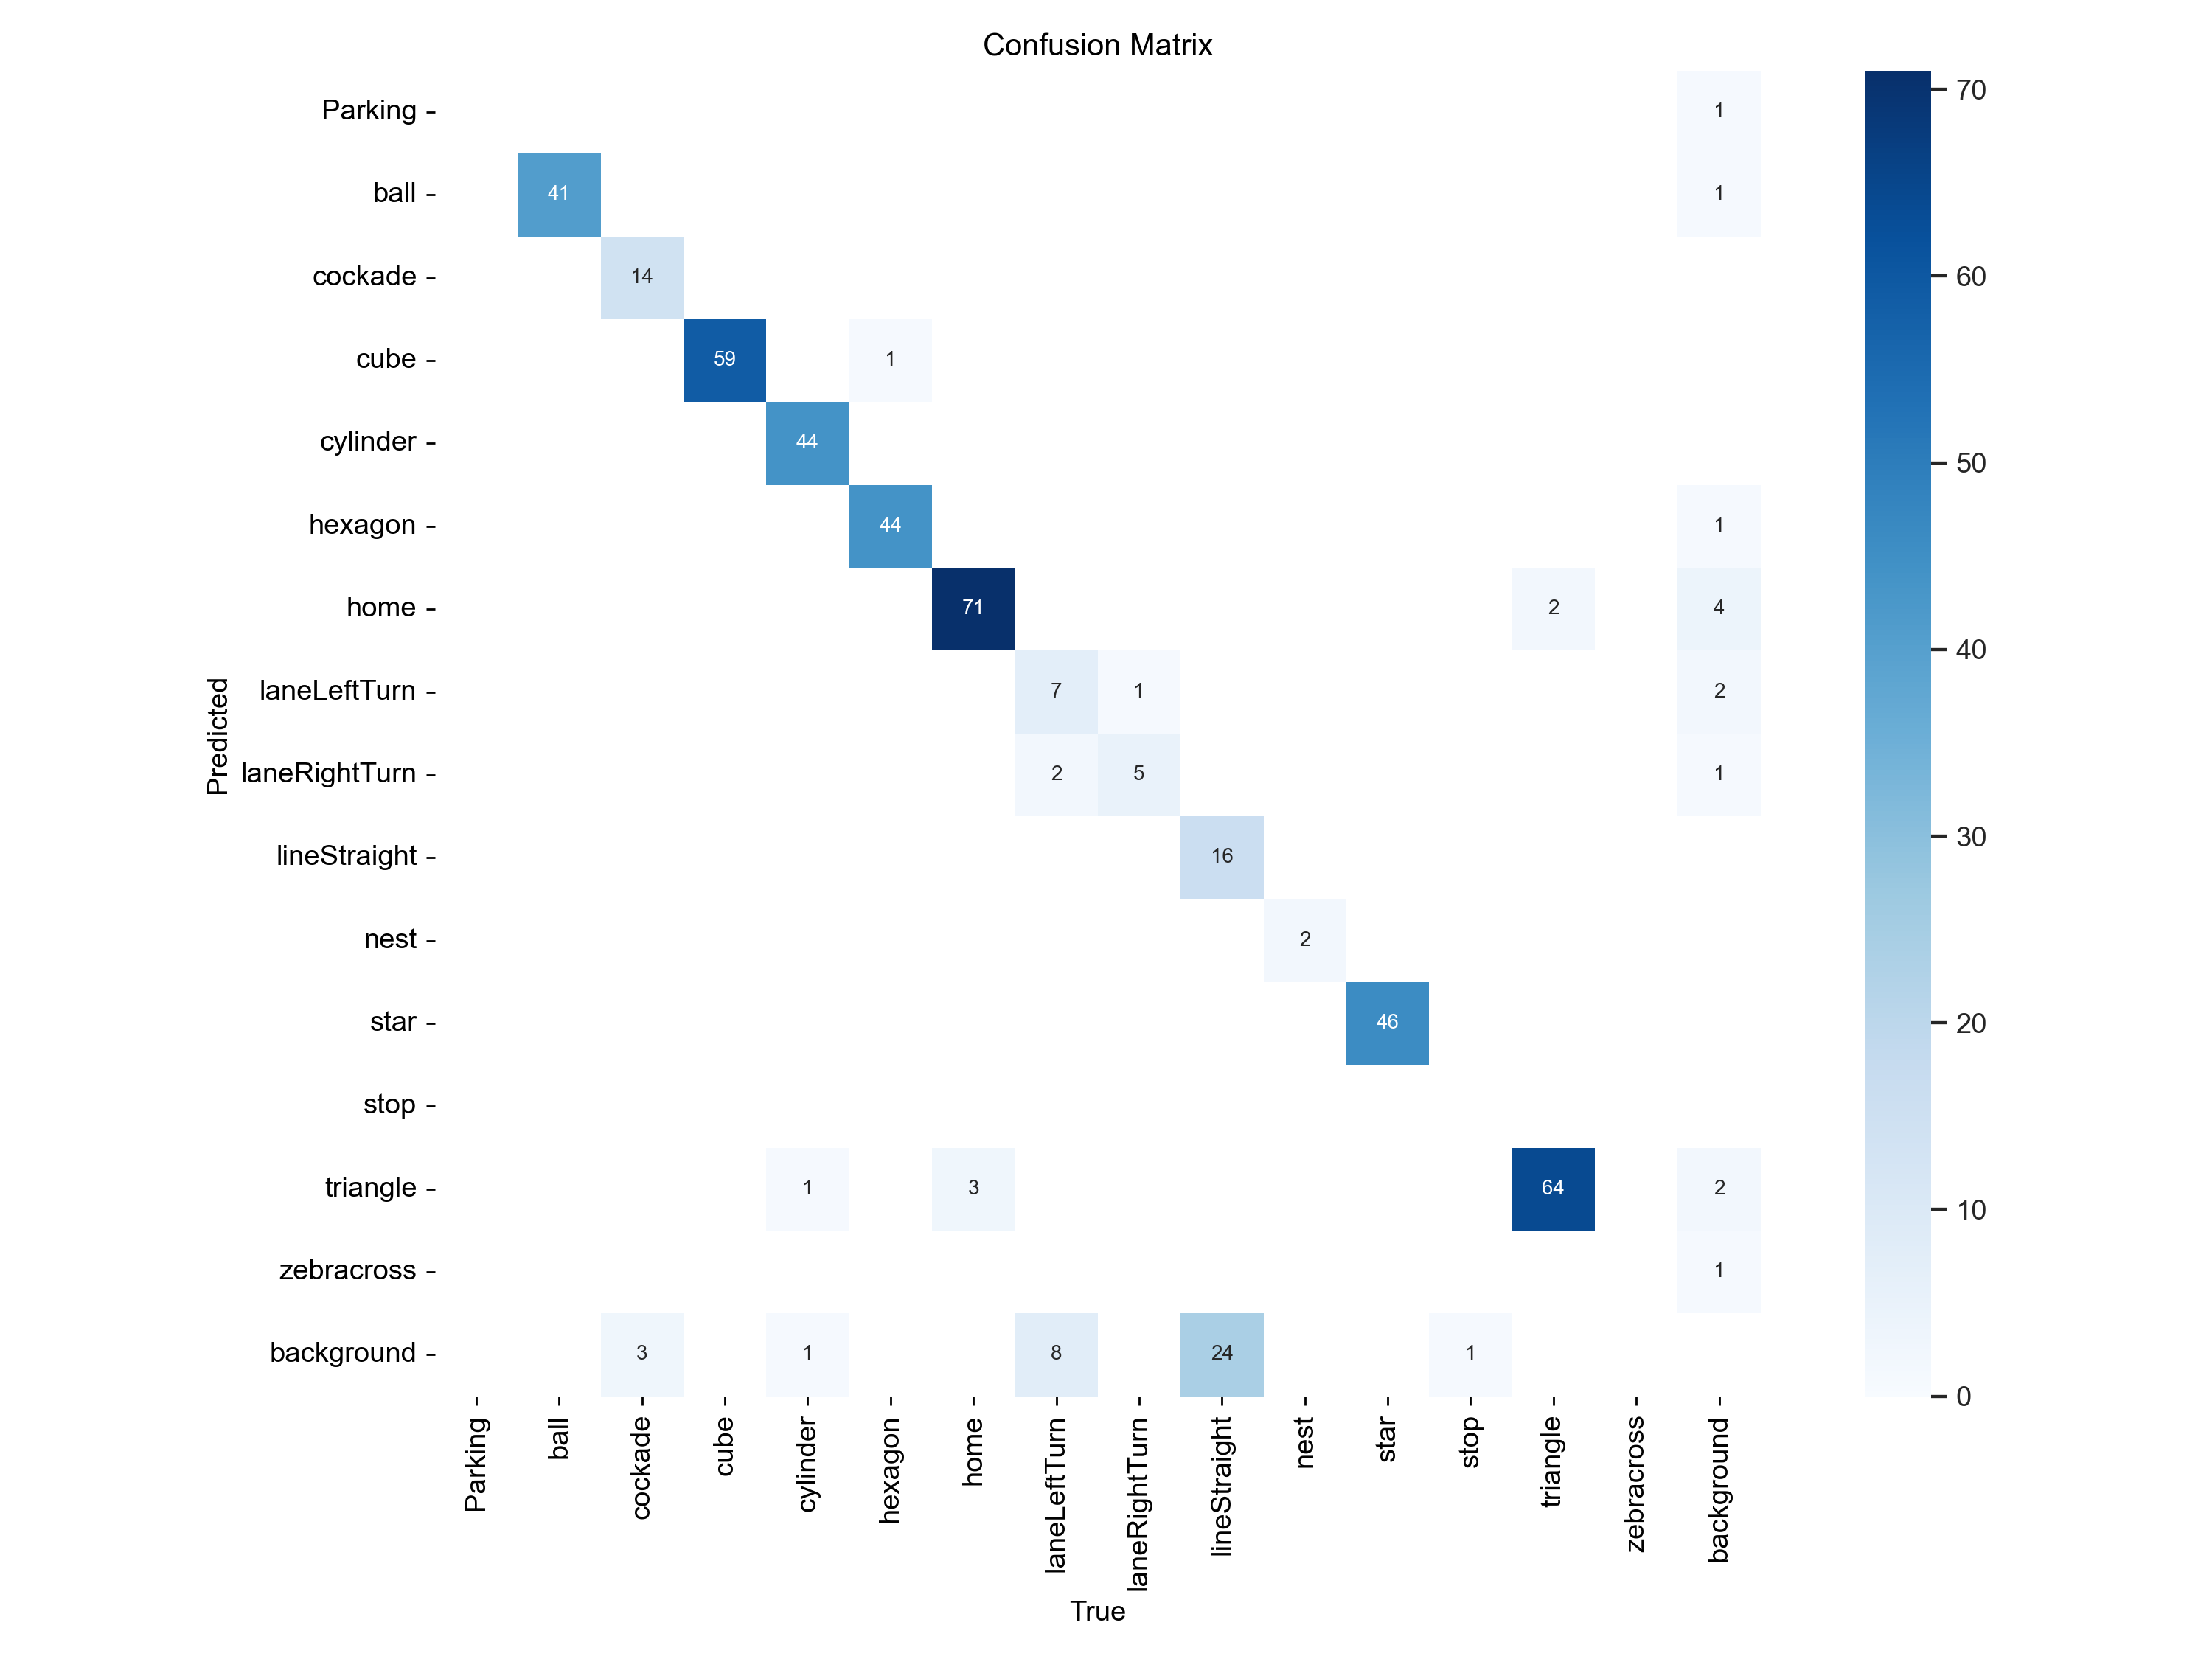 Confusion Matrix
Parking 1
ball 41 1
cockade 14
cube 59 1
cylinder 44
hexagon 44 1
home 71 2 4
laneLeftTurn 7 1 2
laneRightTurn 2 5 1
lineStraight 16
nest 2
star 46
stop
triangle 1 3 64 2
zebracross 1
background 3 1 8 24 1
Predicted
Parking
ball
cockade
cube
cylinder
hexagon
home
laneLeftTurn
laneRightTurn
lineStraight
nest
star
stop
triangle
zebracross
background
True
70
60
50
40
30
20
10
0